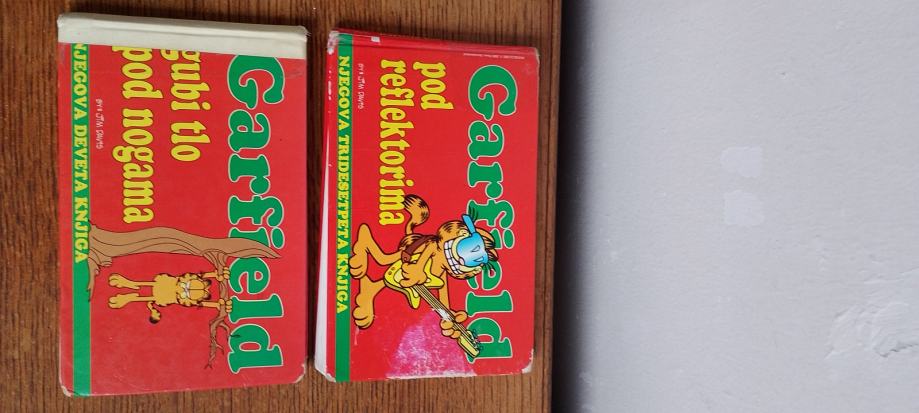 Garfield
gubi tlo
pod nogama
BY: JIM DAVIS
NJEGOVA DEVETA KNJIGA
Garfield
pod
reflektorima
BY: JIM DAVIS
NJEGOVA TRIDESETPETA KNJIGA